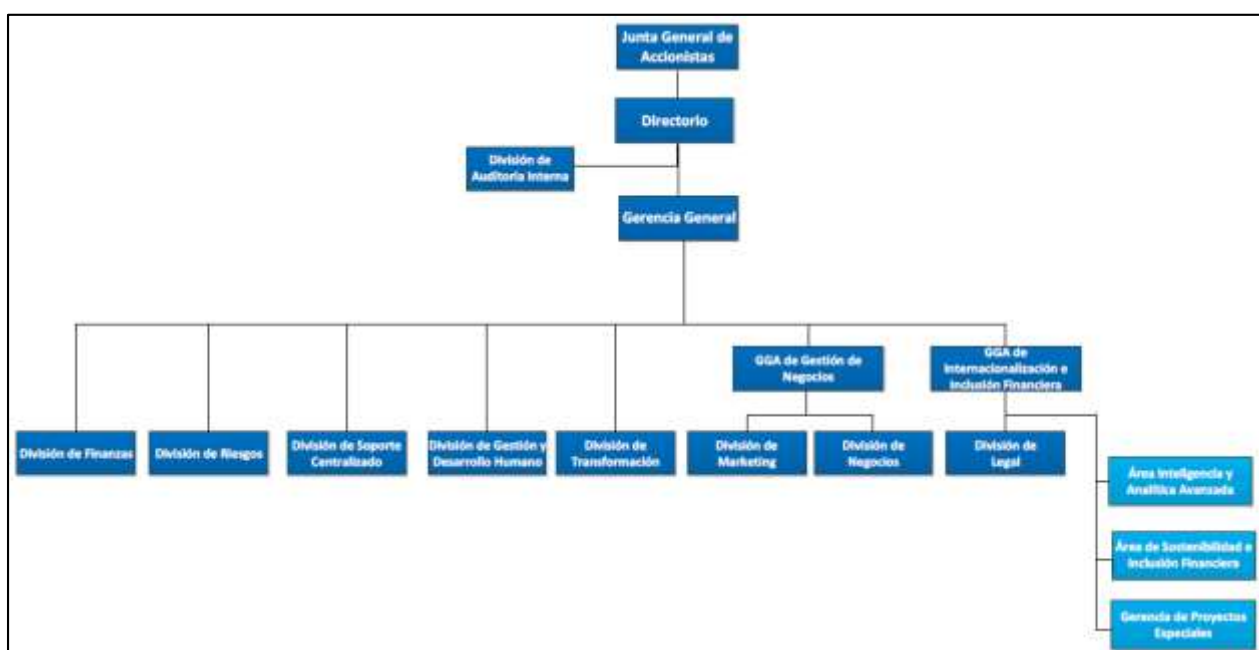 Junta General de
Accionistas
Directorio
División de
Auditoría Interna
Gerencia General
GGA de Gestión de
Negocios
GGA de
Internacionalización e
Inclusión Financiera
División de Finanzas
División de Riesgos
División de Soporte
Centralizado
División de Gestión y
Desarrollo Humano
División de
Transformación
División de
Marketing
División de
Negocios
División de
Legal
Área Inteligencia y
Analítica Avanzada
Área de Sostenibilidad e
Inclusión Financiera
Gerencia de Proyectos
Especiales